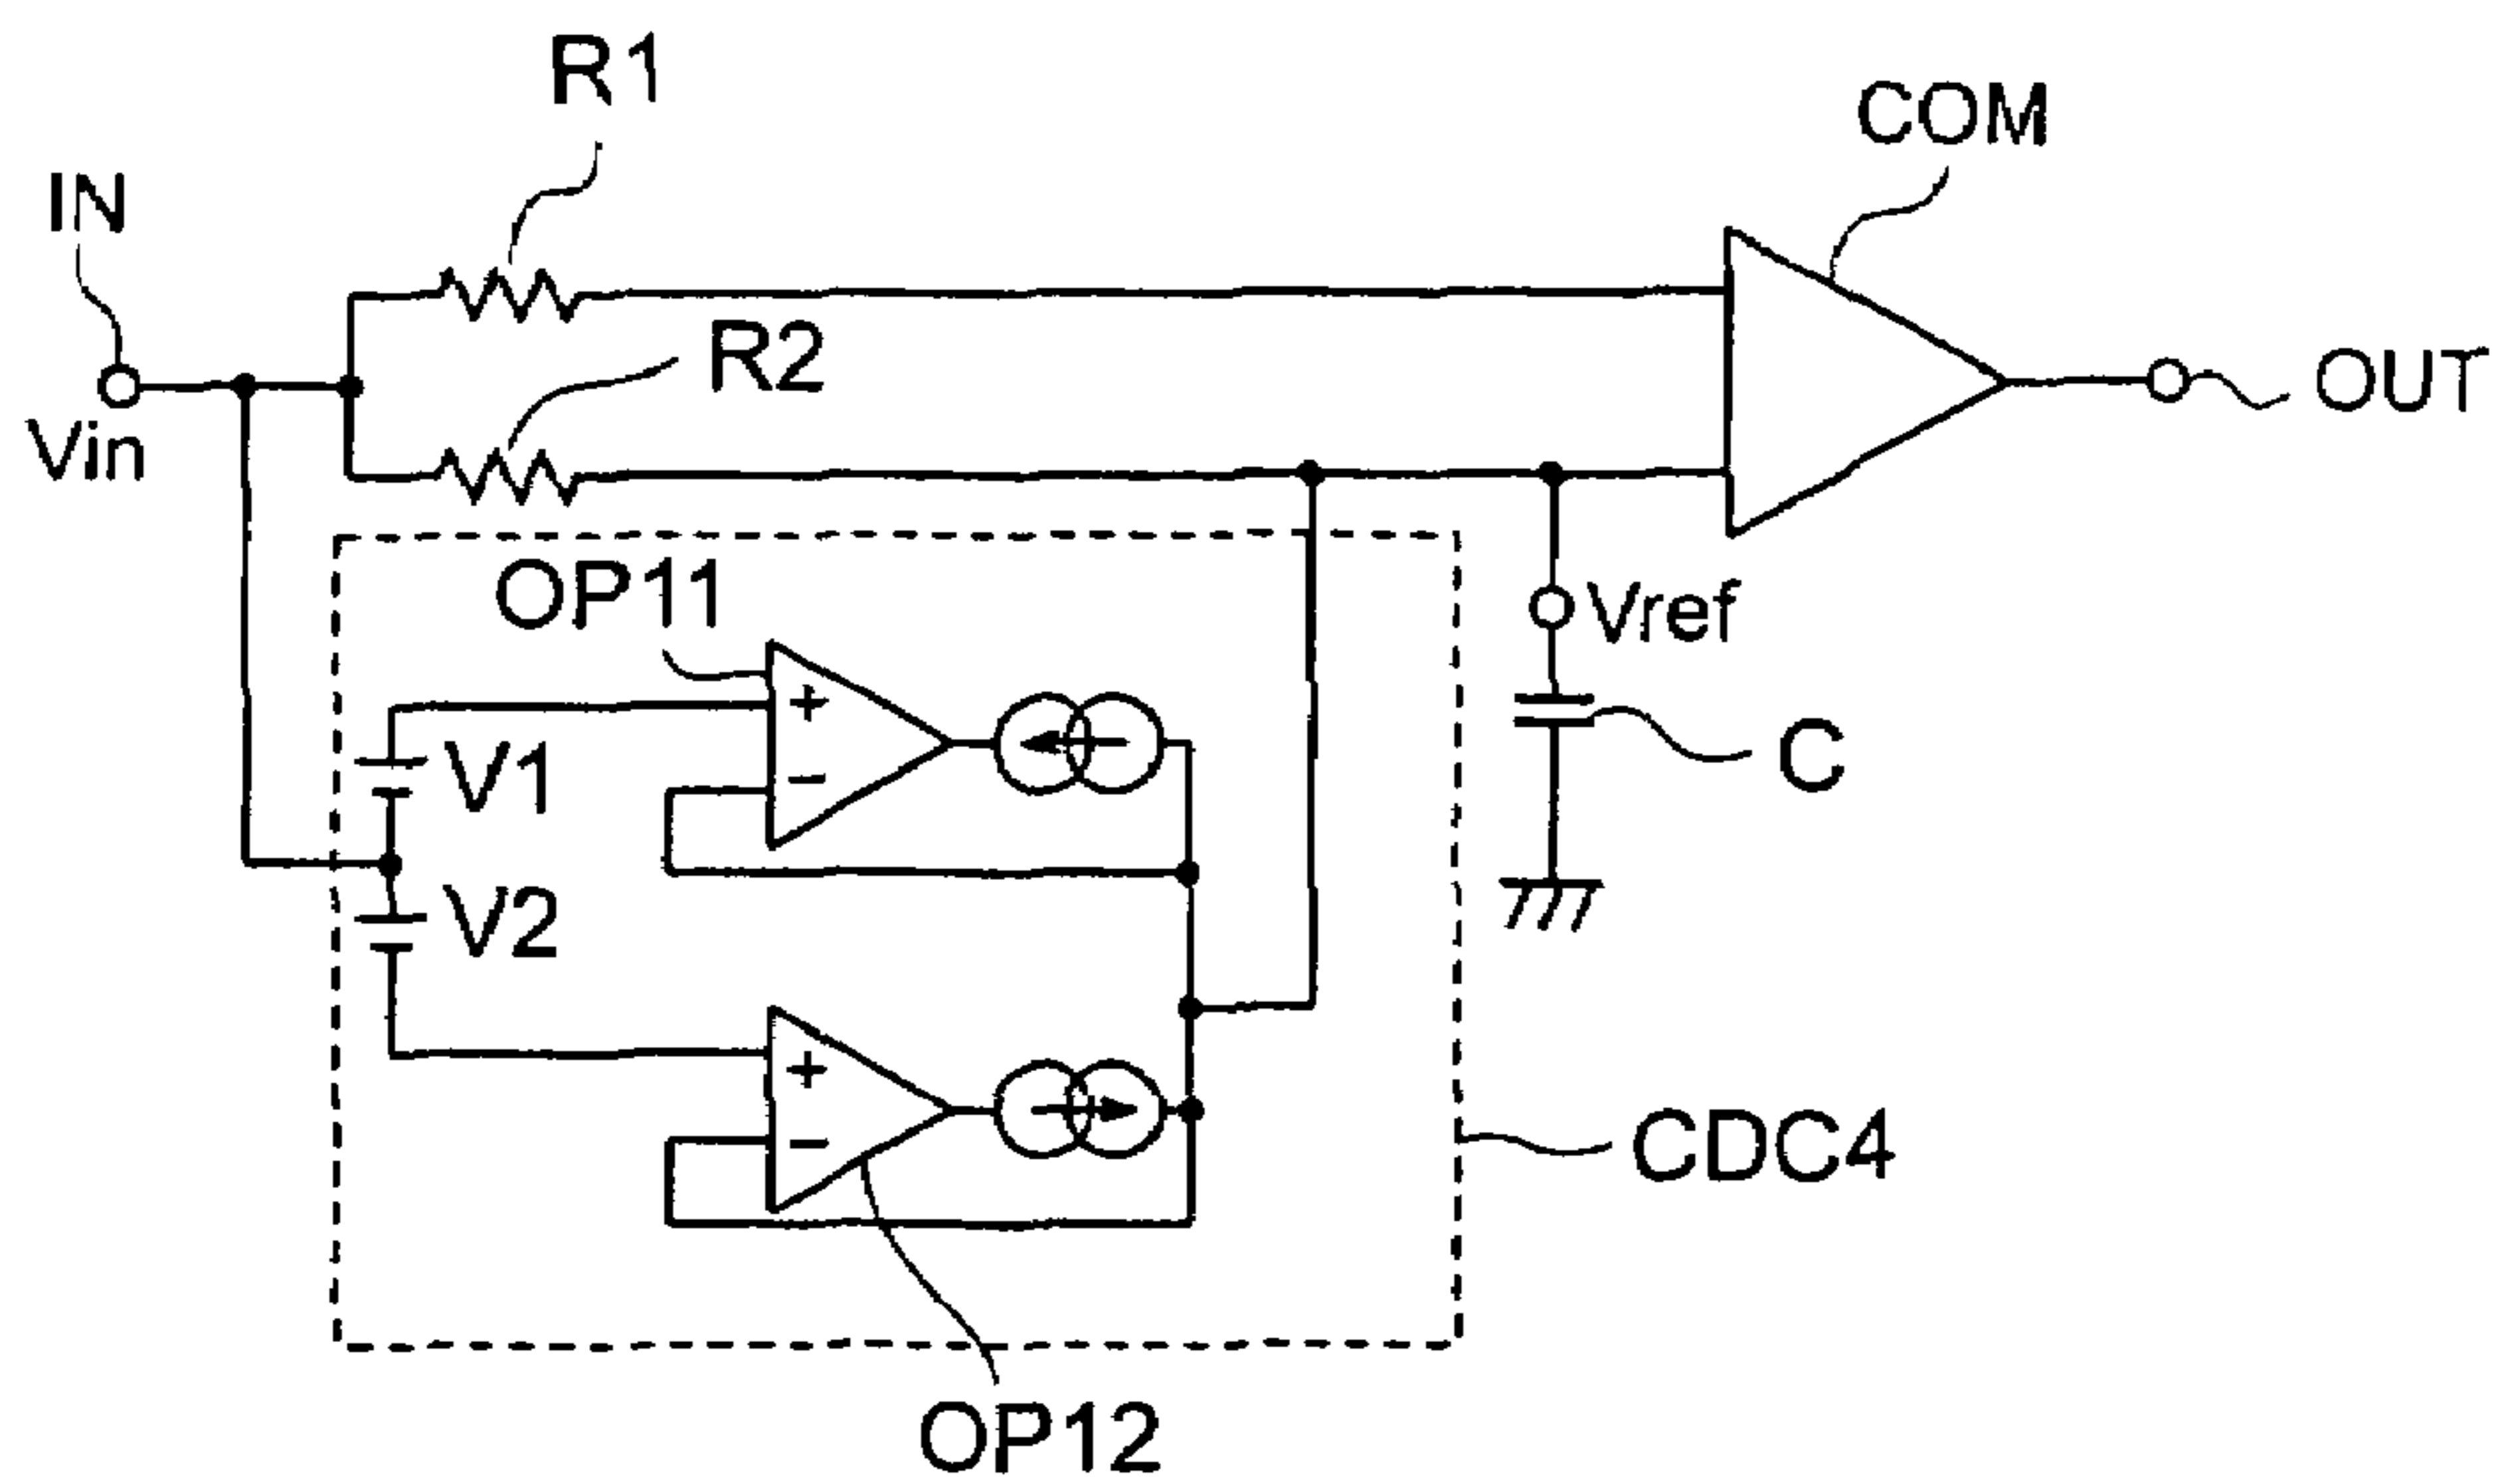 R1
COM
IN
R2
OUT
Vin
OP11
+
−
Vref
V1
C
V2
+
−
CDC4
OP12